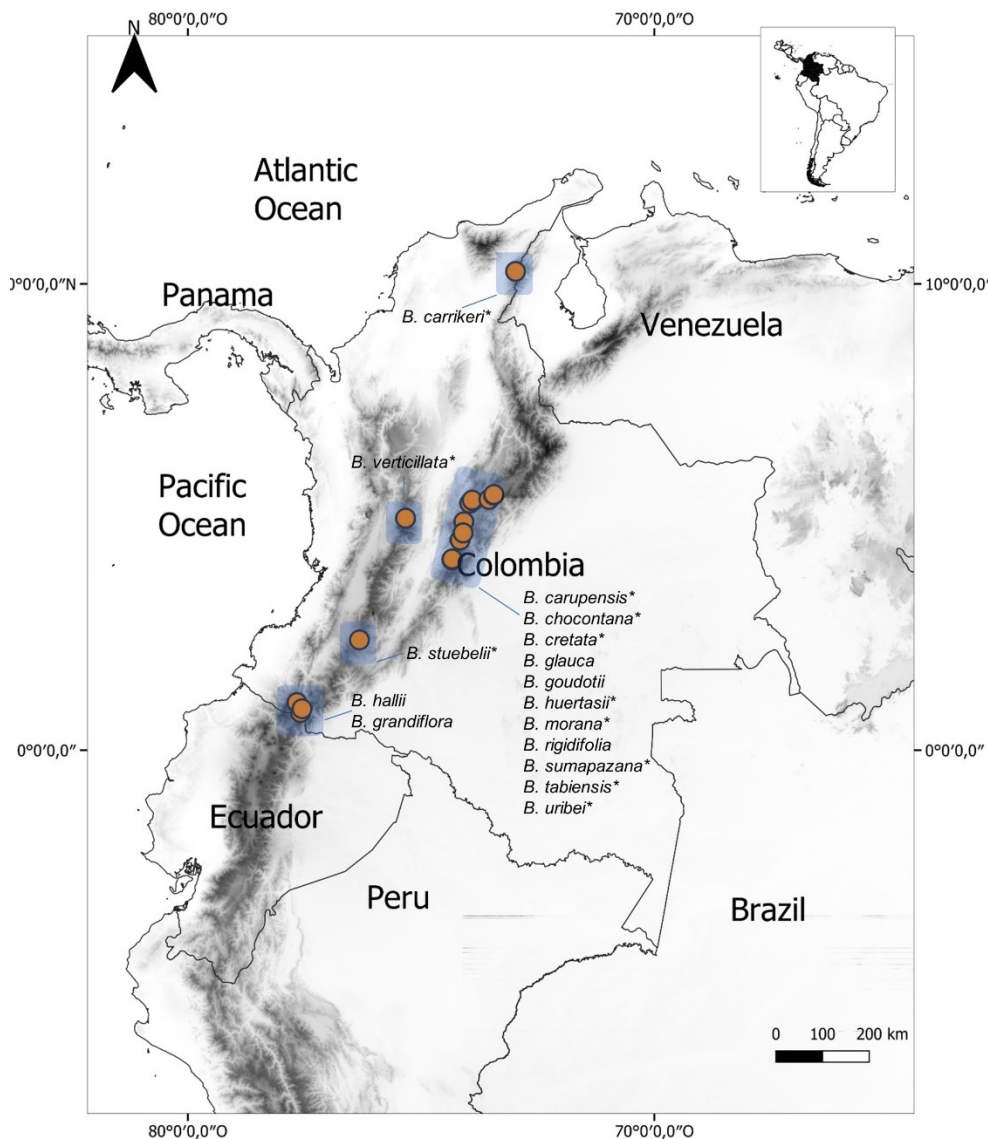 80°0'0,0"O
70°0'0,0"O
N
Atlantic
Ocean
0°0'0,0"N
10°0'0,0"
Panama
B. carrikeri*
Venezuela
B. verticillata*
Pacific
Ocean
Colombia
B. carupensis*
B. chocontana*
B. cretata*
B. glauca
B. goudotii
B. huertasii*
B. morana*
B. rigidifolia
B. sumapazana*
B. tabiensis*
B. uribei*
B. stuebelii*
B. hallii
B. grandiflora
0°0'0,0"
0°0'0,0"
Ecuador
Peru
Brazil
0 100 200 km
80°0'0,0"O
70°0'0,0"O